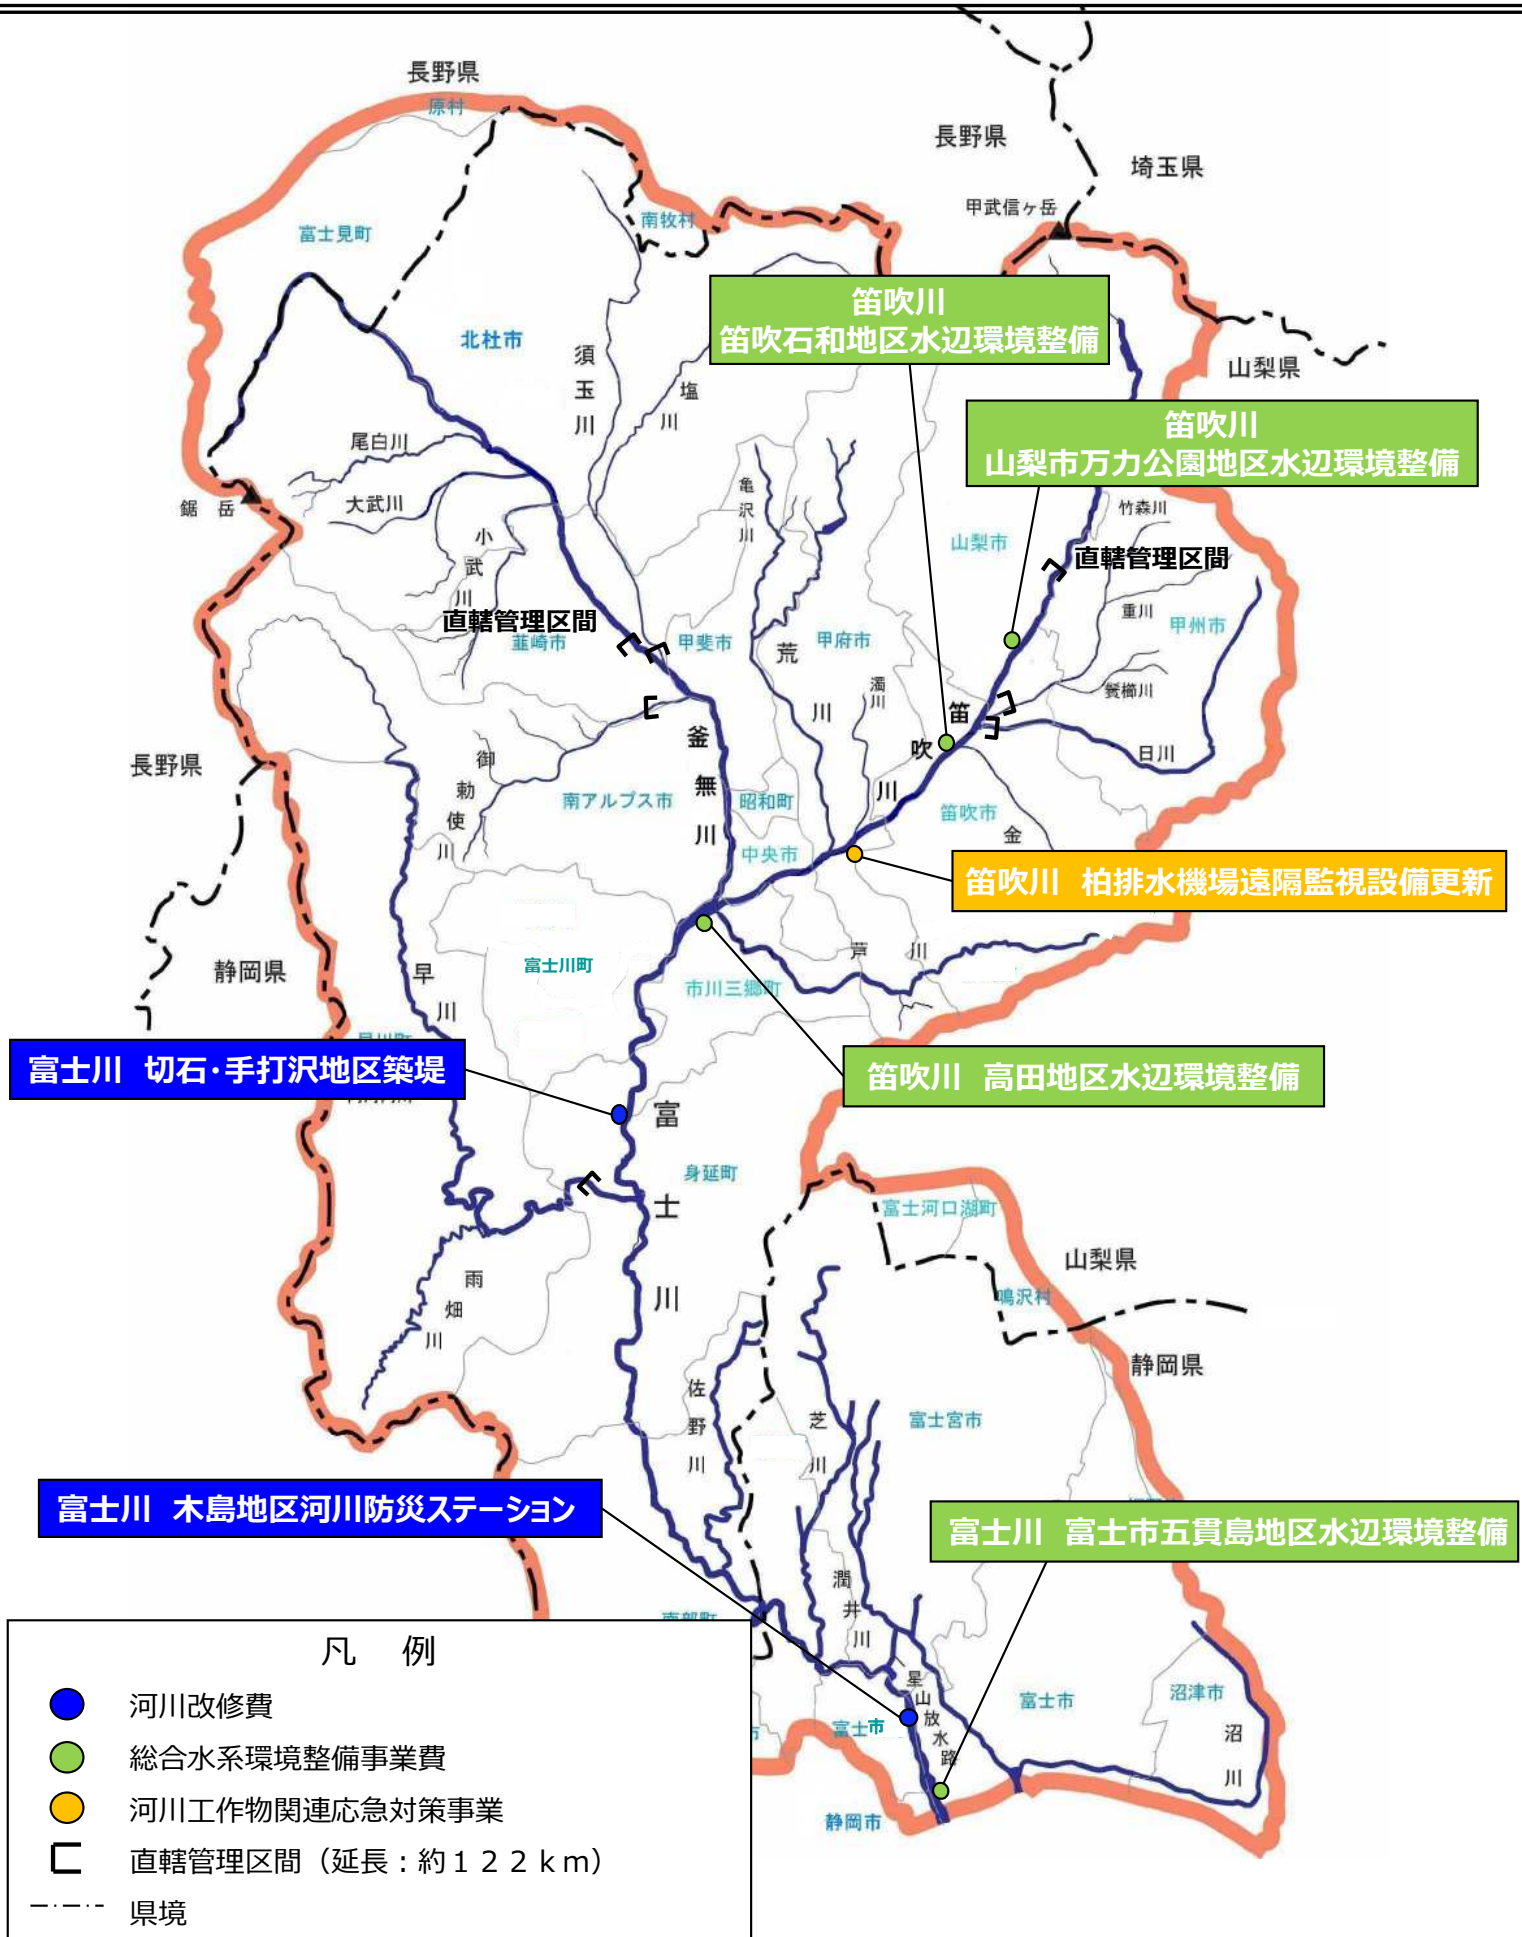 長野県
原村
長野県
埼玉県
甲武信ヶ岳
南牧村
富士見町
笛吹川
笛吹石和地区水辺環境整備
北杜市
須玉川
塩川
山梨県
笛吹川
山梨市万力公園地区水辺環境整備
尾白川
大武川
鋸岳
亀沢川
竹森川
小武川
山梨市
直轄管理区間
直轄管理区間
韮崎市
甲斐市
荒川
甲府市
重川
甲州市
濁川
鬢櫛川
笛吹川
釜無川
日川
長野県
御勅使川
南アルプス市
昭和町
笛吹市
金
中央市
笛吹川 柏排水機場遠隔監視設備更新
芦川
富士川町
静岡県
早川
市川三郷町
富士川 切石・手打沢地区築堤
笛吹川 高田地区水辺環境整備
富士川
身延町
富士河口湖町
山梨県
雨畑川
鳴沢村
静岡県
佐野川
芝川
富士宮市
富士川 木島地区河川防災ステーション
富士川 富士市五貫島地区水辺環境整備
潤井川
星山放水路
富士市
沼津市
沼川
富士市
市
静岡市
凡 例
河川改修費
総合水系環境整備事業費
河川工作物関連応急対策事業
直轄管理区間（延長：約１２２ｋｍ）
県境